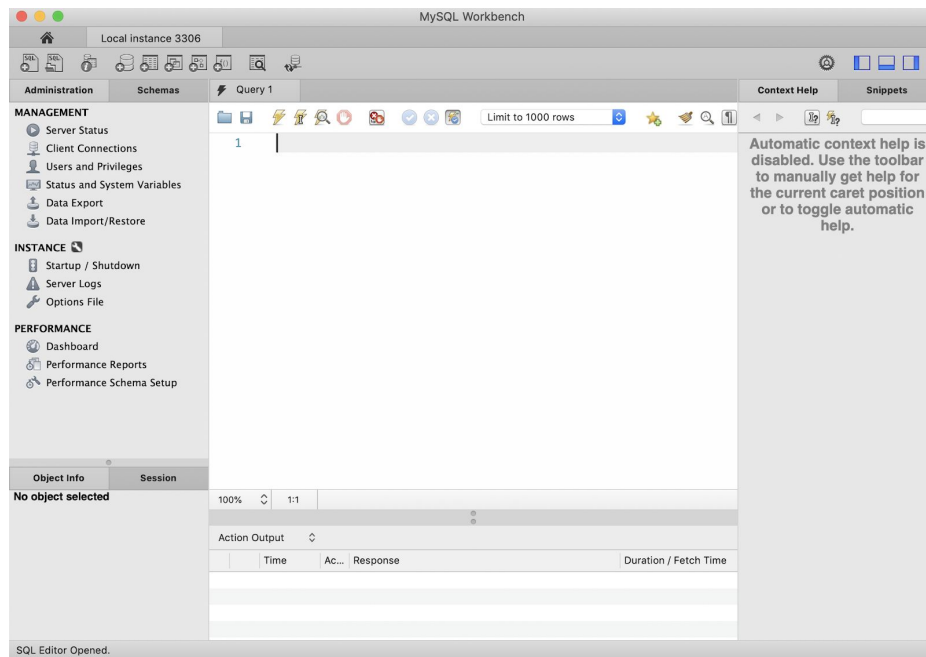 MySQL Workbench
Local instance 3306
SQL SQL
Administration Schemas
MANAGEMENT
Server Status
Client Connections
Users and Privileges
Status and System Variables
Data Export
Data Import/Restore
INSTANCE
Startup / Shutdown
Server Logs
Options File
PERFORMANCE
Dashboard
Performance Reports
Performance Schema Setup
Object Info Session
No object selected
Query 1
Limit to 1000 rows
1
100% 1:1
Action Output
Time Ac... Response Duration / Fetch Time
Context Help Snippets
Automatic context help is
disabled. Use the toolbar
to manually get help for
the current caret position
or to toggle automatic
help.
SQL Editor Opened.